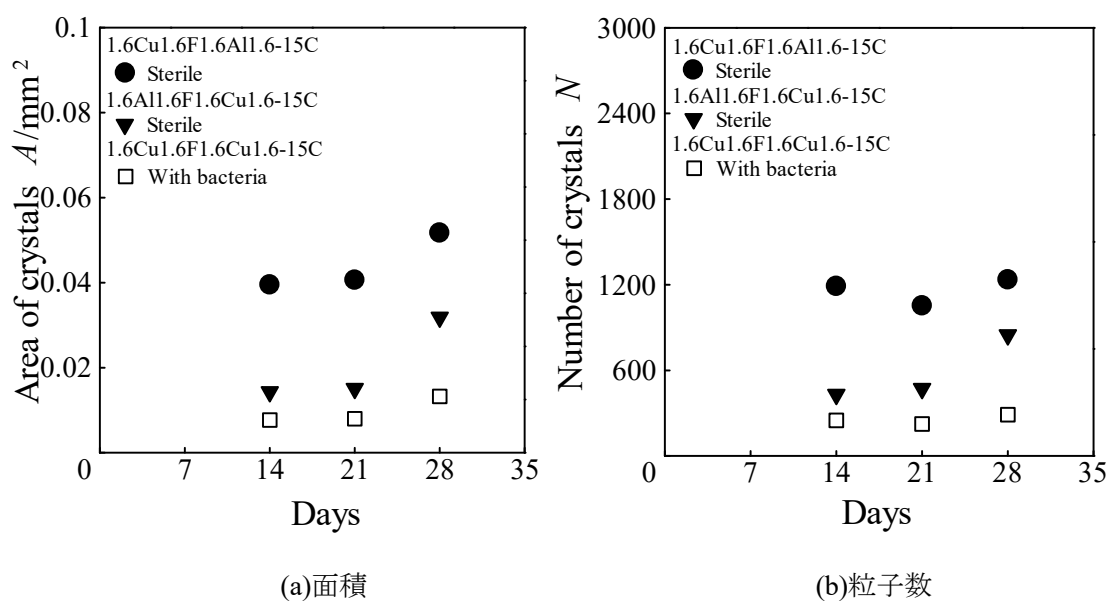 0.1
0.08
0.06
0.04
0.02
0
Area of crystals A/mm²
1.6Cu1.6F1.6Al1.6-15C
Sterile
1.6Al1.6F1.6Cu1.6-15C
Sterile
1.6Cu1.6F1.6Cu1.6-15C
With bacteria
7 14 21 28 35
Days
(a)面積
3000
2400
1800
1200
600
0
Number of crystals N
1.6Cu1.6F1.6Al1.6-15C
Sterile
1.6Al1.6F1.6Cu1.6-15C
Sterile
1.6Cu1.6F1.6Cu1.6-15C
With bacteria
7 14 21 28 35
Days
(b)粒子数